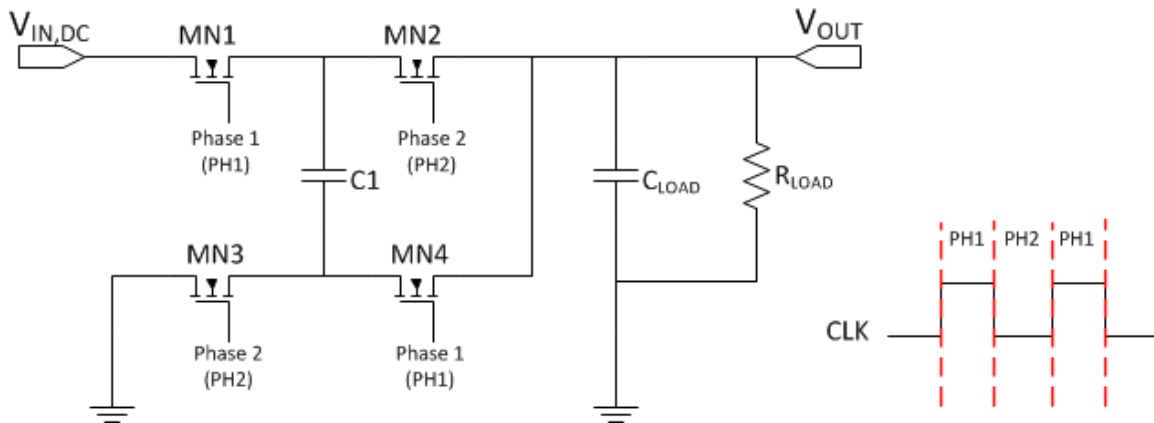 V_IN,DC
MN1
MN2
V_OUT
Phase 1
(PH1)
Phase 2
(PH2)
C1
C_LOAD
R_LOAD
MN3
MN4
Phase 2
(PH2)
Phase 1
(PH1)
PH1
PH2
PH1
CLK